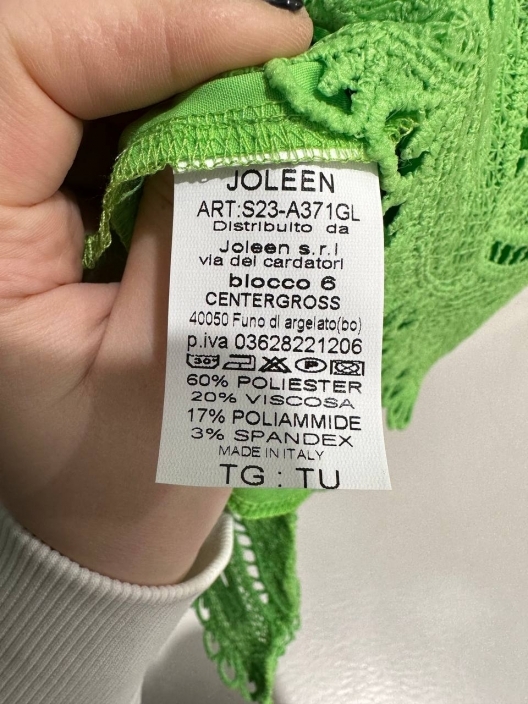 JOLEEN
ART:S23-A371GL
Distribuito da
Joleen s.r.l
via dei cardatori
blocco 6
CENTERGROSS
40050 Funo di argelato(bo)
p.iva 03628221206
30° P
60% POLIESTER
20% VISCOSA
17% POLIAMMIDE
3% SPANDEX
MADE IN ITALY
TG : TU